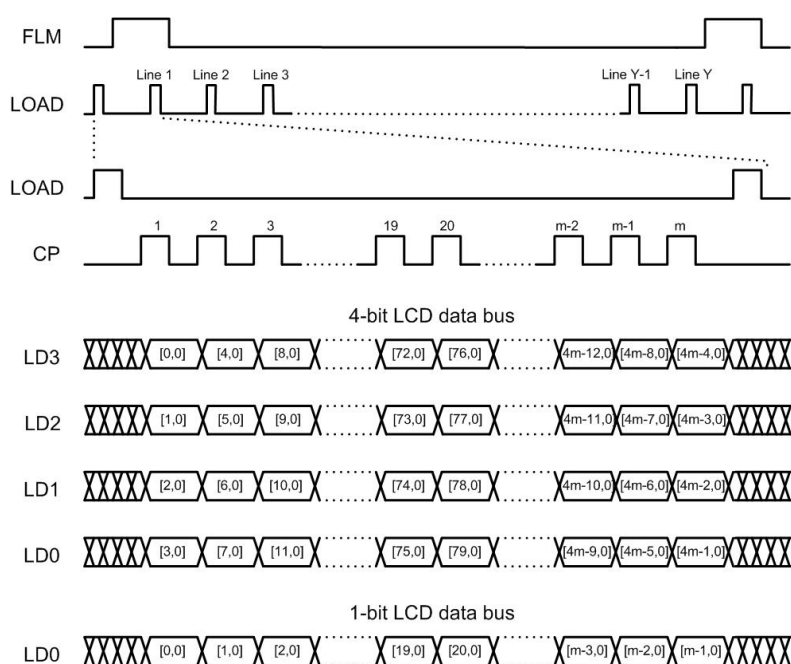 FLM
Line 1 Line 2 Line 3 Line Y-1 Line Y
LOAD
LOAD
1 2 3 19 20 m-2 m-1 m
CP
4-bit LCD data bus
LD3 [0,0] [4,0] [8,0] [72,0] [76,0] 4m-12,0] [4m-8,0] [4m-4,0]
LD2 [1,0] [5,0] [9,0] [73,0] [77,0] 4m-11,0] [4m-7,0] [4m-3,0]
LD1 [2,0] [6,0] [10,0] [74,0] [78,0] 4m-10,0] [4m-6,0] [4m-2,0]
LD0 [3,0] [7,0] [11,0] [75,0] [79,0] [4m-9,0] [4m-5,0] [4m-1,0]
1-bit LCD data bus
LD0 [0,0] [1,0] [2,0] [19,0] [20,0] [m-3,0] [m-2,0] [m-1,0]